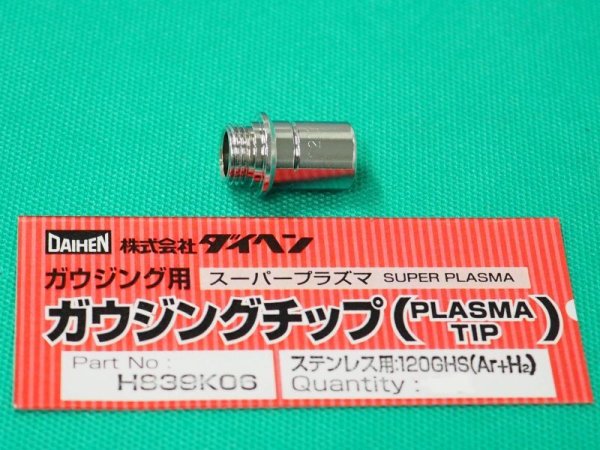 DAIHEN 株式会社 ダイヘン
ガウジング用 スーパープラズマ SUPER PLASMA
ガウジングチップ(PLASMA TIP)
Part No : ステンレス用:120GHS(Ar+H₂)
H839K06 Quantity :